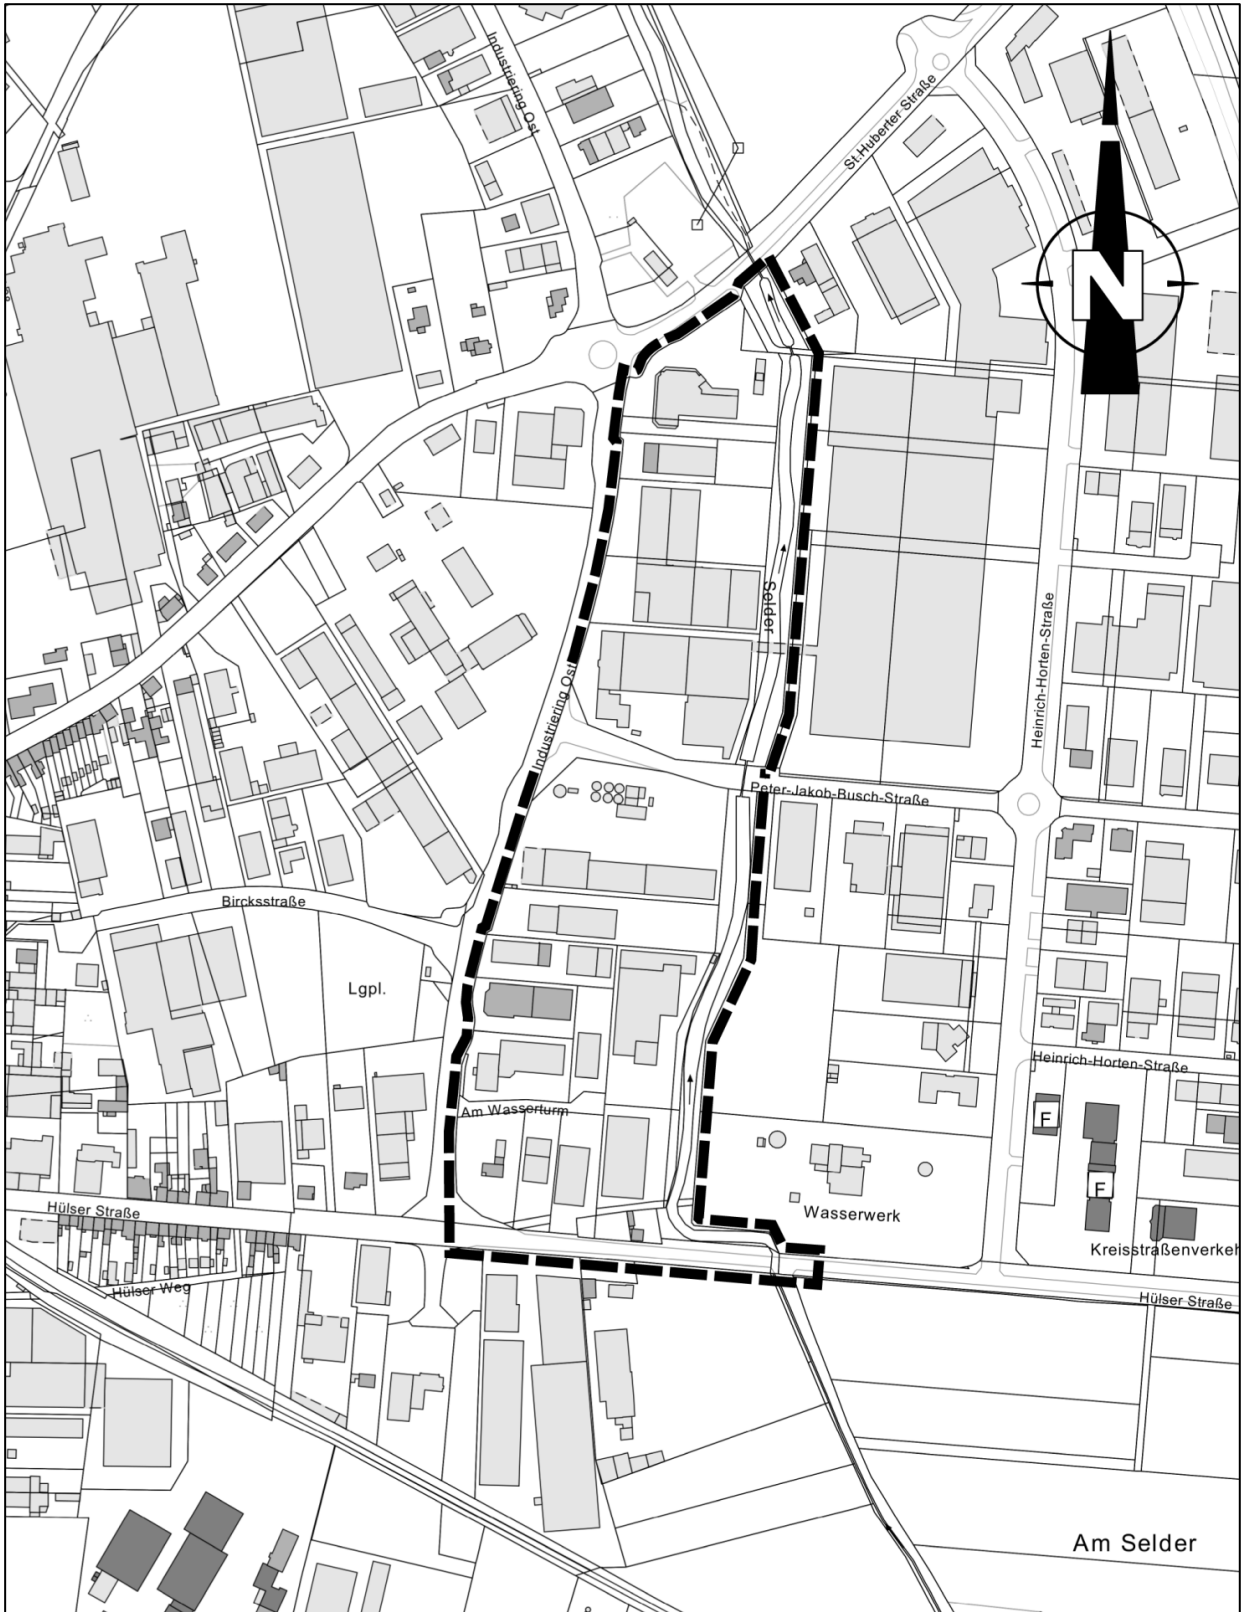 Industriering Ost
St.Huberter Straße
N
Selder
Heinrich-Horten-Straße
Industriering Ost
Peter-Jakob-Busch-Straße
Bircksstraße
Lgpl.
Heinrich-Horten-Straße
Am Wasserturm
F
F
Hülser Straße
Wasserwerk
Kreisstraßenverkeh
Hülser Weg
Hülser Straße
Am Selder